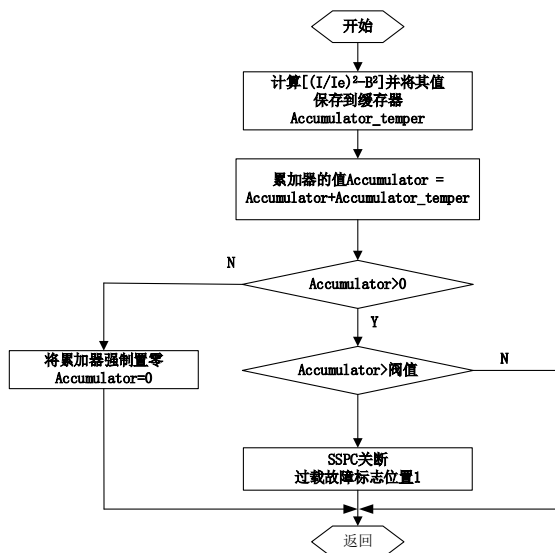 开始
计算[(I/Ie)²-B²]并将其值
保存到缓存器
Accumulator_temper
累加器的值Accumulator =
Accumulator+Accumulator_temper
N
Accumulator>0
Y
将累加器强制置零
Accumulator=0
Accumulator>阀值
N
SSPC关断
过载故障标志位置1
返回